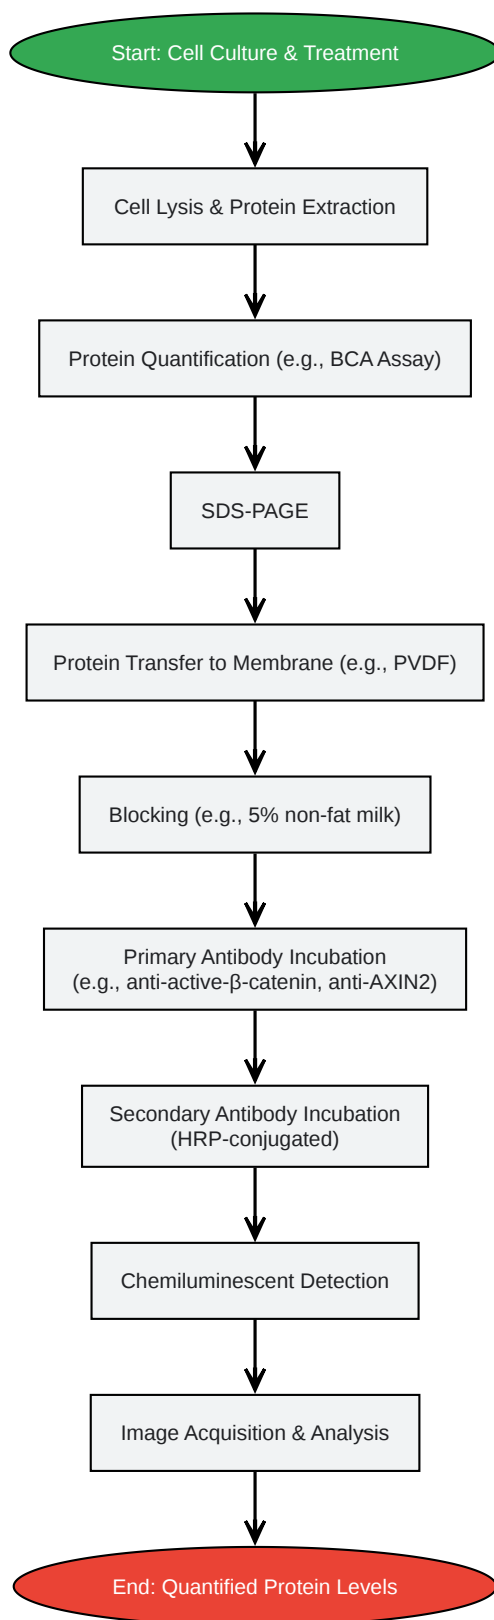 Start: Cell Culture & Treatment
Cell Lysis & Protein Extraction
Protein Quantification (e.g., BCA Assay)
SDS-PAGE
Protein Transfer to Membrane (e.g., PVDF)
Blocking (e.g., 5% non-fat milk)
Primary Antibody Incubation
(e.g., anti-active-β-catenin, anti-AXIN2)
Secondary Antibody Incubation
(HRP-conjugated)
Chemiluminescent Detection
Image Acquisition & Analysis
End: Quantified Protein Levels